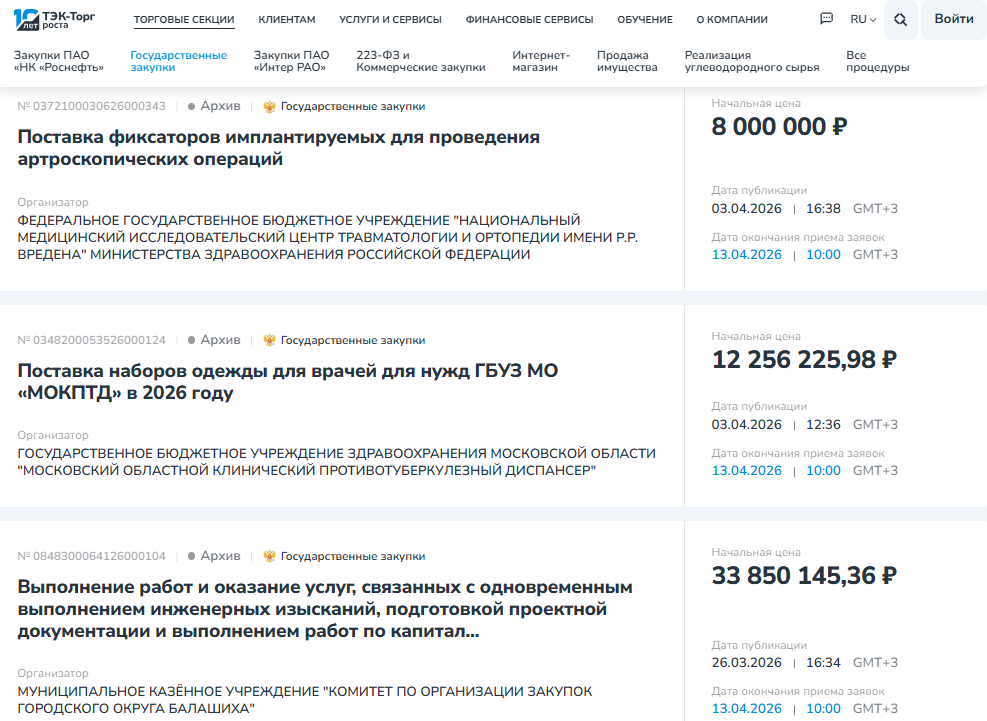 10 лет ТЭК-Торг роста
ТОРГОВЫЕ СЕКЦИИ КЛИЕНТАМ УСЛУГИ И СЕРВИСЫ ФИНАНСОВЫЕ СЕРВИСЫ ОБУЧЕНИЕ О КОМПАНИИ RU Войти
Закупки ПАО «НК «Роснефть»
Государственные закупки
Закупки ПАО «Интер РАО»
223-ФЗ и Коммерческие закупки
Интернет-магазин
Продажа имущества
Реализация углеводородного сырья
Все процедуры
№ 0372100030626000343 Архив Государственные закупки
Поставка фиксаторов имплантируемых для проведения
артроскопических операций
Организатор
ФЕДЕРАЛЬНОЕ ГОСУДАРСТВЕННОЕ БЮДЖЕТНОЕ УЧРЕЖДЕНИЕ "НАЦИОНАЛЬНЫЙ
МЕДИЦИНСКИЙ ИССЛЕДОВАТЕЛЬСКИЙ ЦЕНТР ТРАВМАТОЛОГИИ И ОРТОПЕДИИ ИМЕНИ Р.Р.
ВРЕДЕНА" МИНИСТЕРСТВА ЗДРАВООХРАНЕНИЯ РОССИЙСКОЙ ФЕДЕРАЦИИ
Начальная цена
8 000 000 ₽
Дата публикации
03.04.2026 | 16:38 GMT+3
Дата окончания приема заявок
13.04.2026 | 10:00 GMT+3
№ 0348200053526000124 Архив Государственные закупки
Поставка наборов одежды для врачей для нужд ГБУЗ МО
«МОКПТД» в 2026 году
Организатор
ГОСУДАРСТВЕННОЕ БЮДЖЕТНОЕ УЧРЕЖДЕНИЕ ЗДРАВООХРАНЕНИЯ МОСКОВСКОЙ ОБЛАСТИ
"МОСКОВСКИЙ ОБЛАСТНОЙ КЛИНИЧЕСКИЙ ПРОТИВОТУБЕРКУЛЕЗНЫЙ ДИСПАНСЕР"
Начальная цена
12 256 225,98 ₽
Дата публикации
03.04.2026 | 12:36 GMT+3
Дата окончания приема заявок
13.04.2026 | 10:00 GMT+3
№ 0848300064126000104 Архив Государственные закупки
Выполнение работ и оказание услуг, связанных с одновременным
выполнением инженерных изысканий, подготовкой проектной
документации и выполнением работ по капитал...
Организатор
МУНИЦИПАЛЬНОЕ КАЗЁННОЕ УЧРЕЖДЕНИЕ "КОМИТЕТ ПО ОРГАНИЗАЦИИ ЗАКУПОК
ГОРОДСКОГО ОКРУГА БАЛАШИХА"
Начальная цена
33 850 145,36 ₽
Дата публикации
26.03.2026 | 16:34 GMT+3
Дата окончания приема заявок
13.04.2026 | 10:00 GMT+3